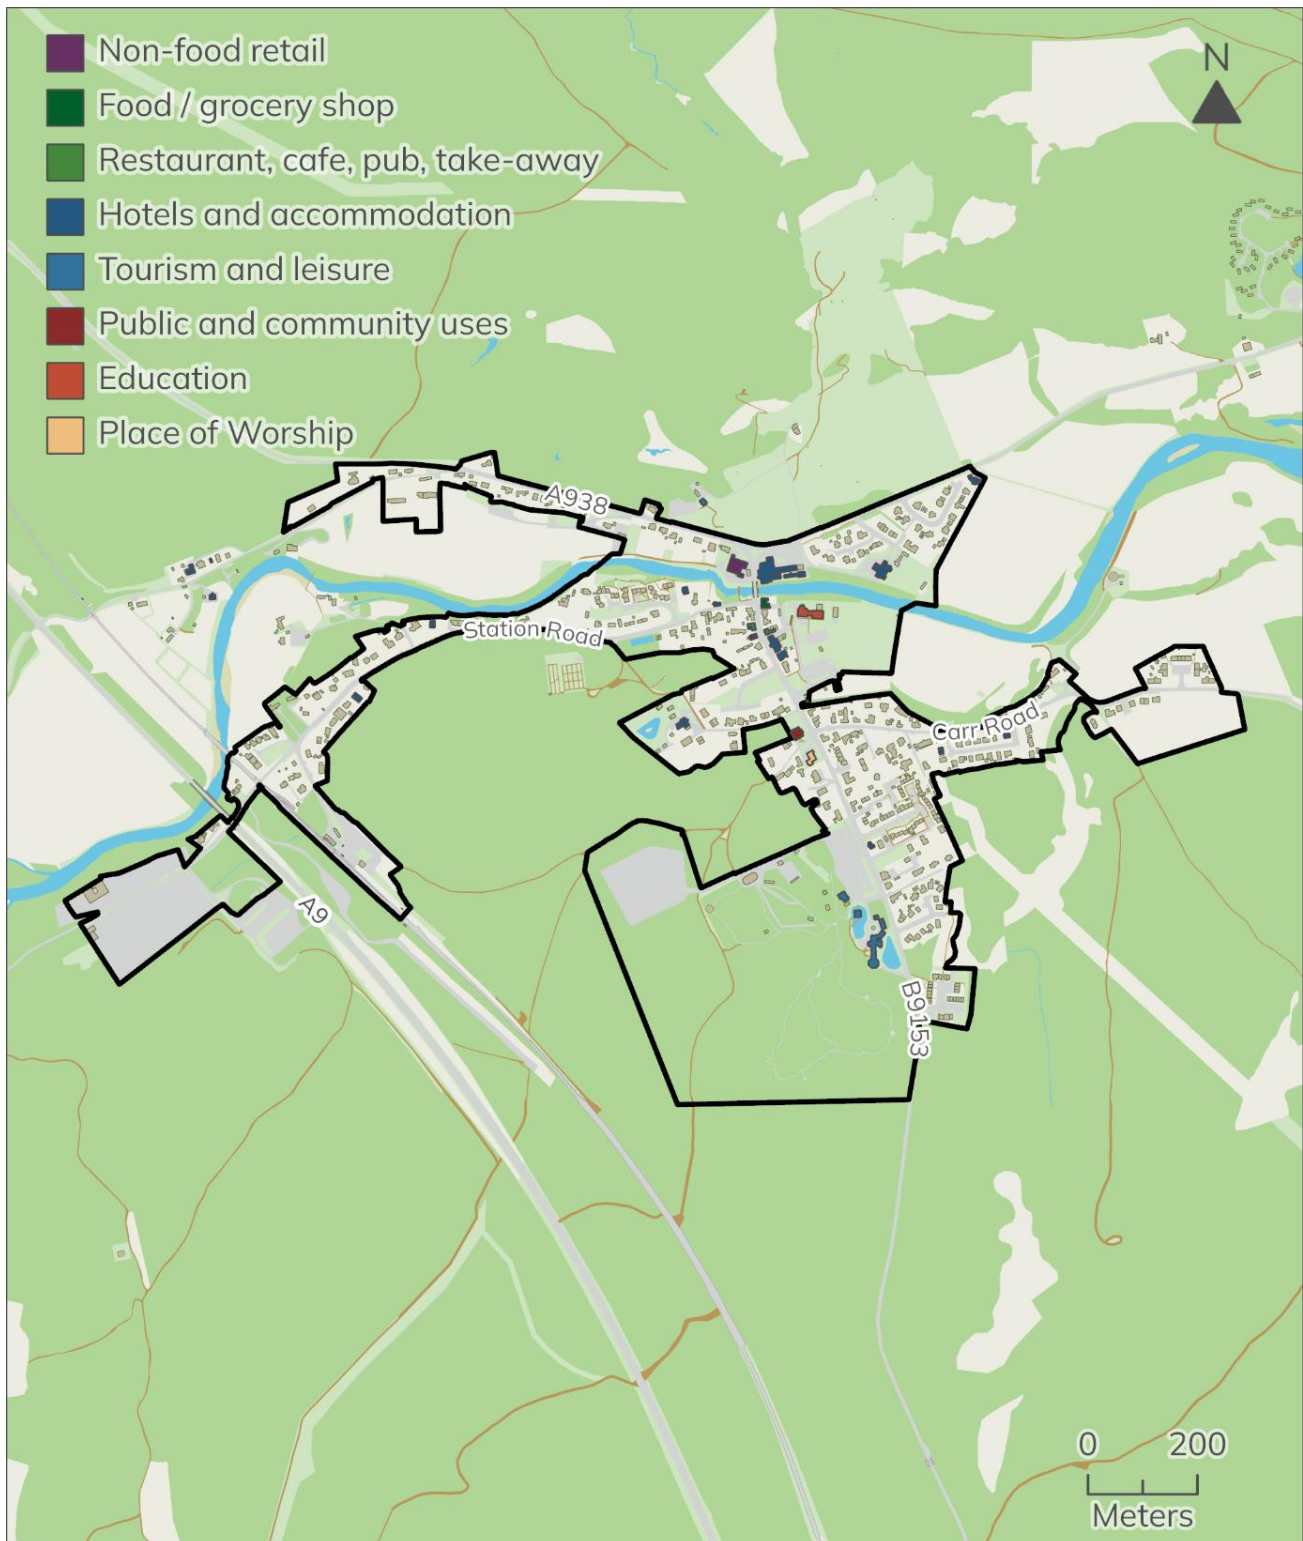 Non-food retail
Food / grocery shop
Restaurant, cafe, pub, take-away
Hotels and accommodation
Tourism and leisure
Public and community uses
Education
Place of Worship
N
A938
Station Road
Carr Road
A9
B9153
0 200
Meters